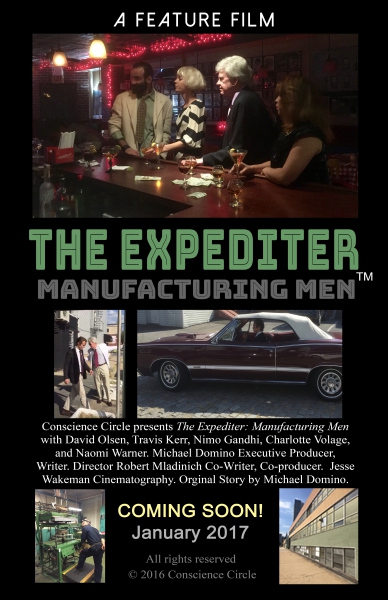 A FEATURE FILM
THE EXPEDITER
MANUFACTURING MEN TM
Conscience Circle presents The Expediter: Manufacturing Men
with David Olsen, Travis Kerr, Nimo Gandhi, Charlotte Volage,
and Naomi Warner. Michael Domino Executive Producer,
Writer. Director Robert Mladinich Co-Writer, Co-producer. Jesse
Wakeman Cinematography. Orginal Story by Michael Domino.
COMING SOON!
January 2017
All rights reserved
© 2016 Conscience Circle